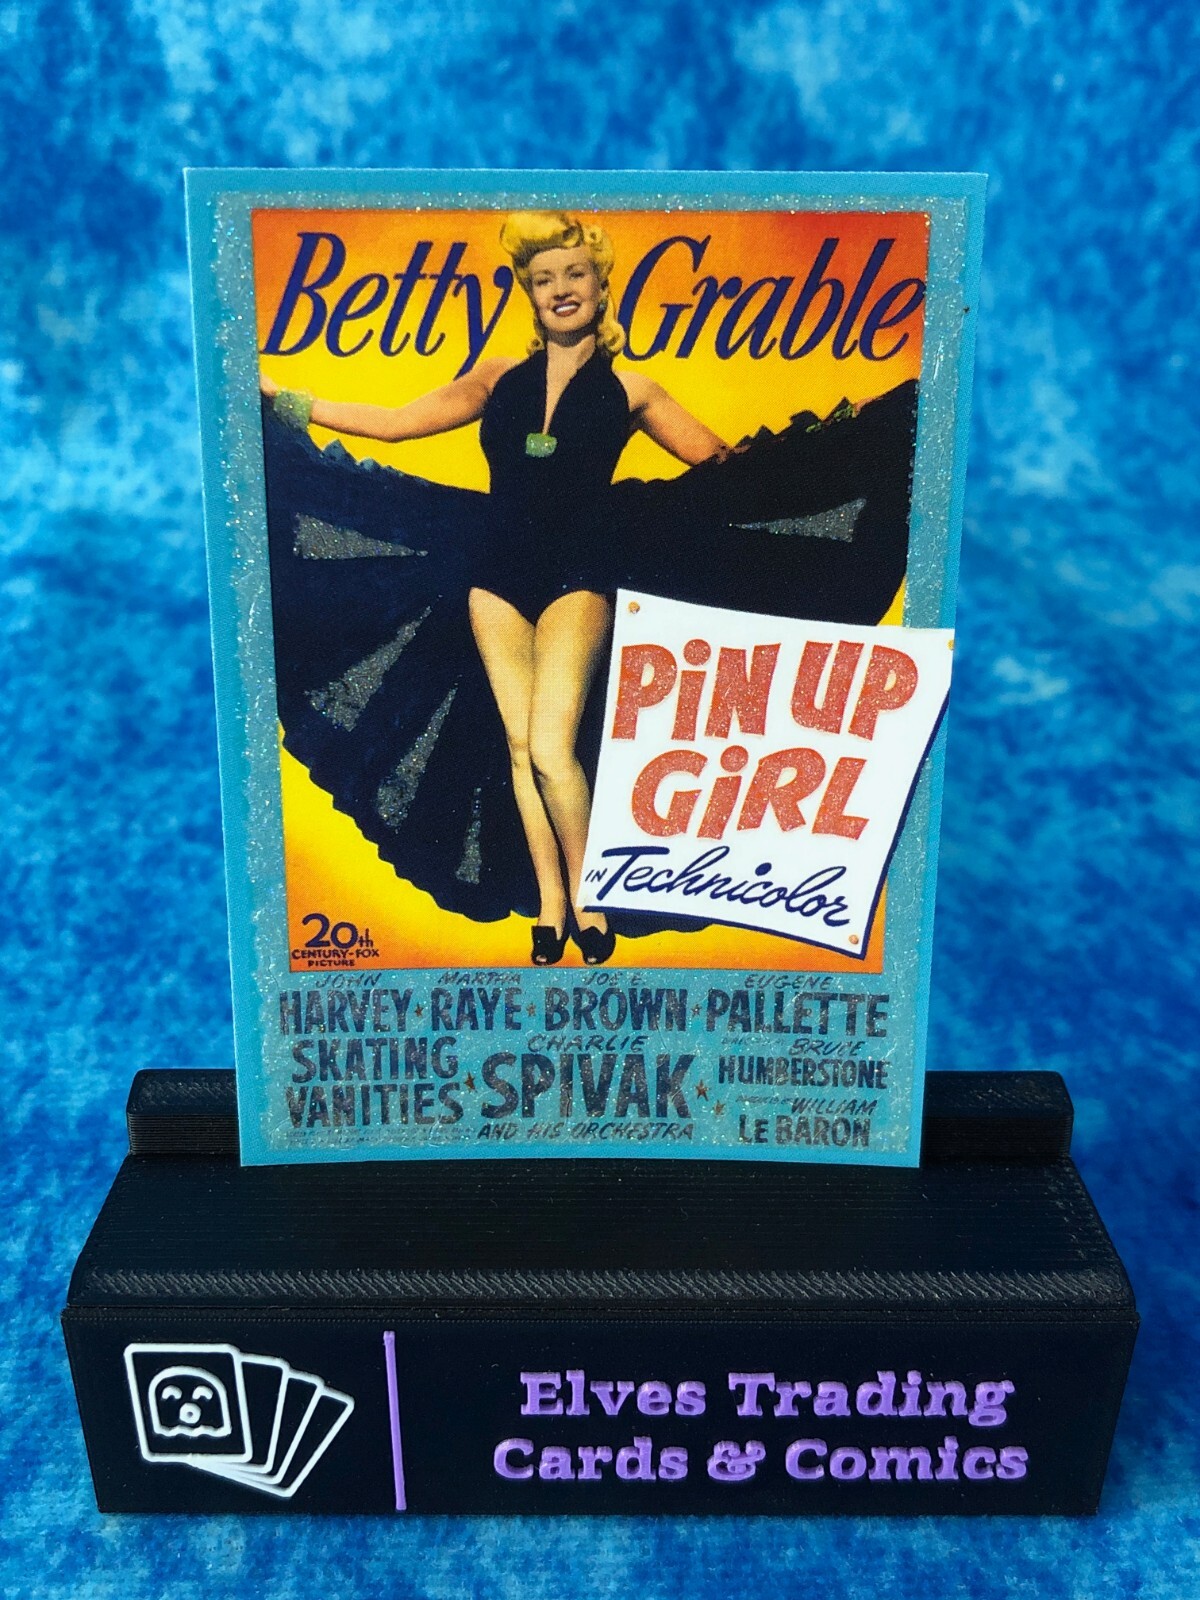 Betty Grable
PiN UP
GiRL
IN Technicolor
20th
CENTURY-FOX
PICTURE
JOHN MARTHA JOE E. EUGENE
HARVEY ★ RAYE ★ BROWN ★ PALLETTE
SKATING VANITIES ★ CHARLIE SPIVAK ★
AND HIS ORCHESTRA
BRUCE
HUMBERSTONE
WILLIAM
LE BARON
Elves Trading
Cards & Comics